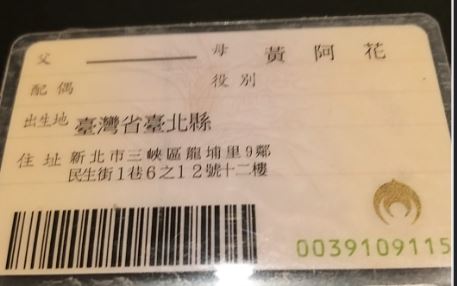 父 母 黃阿花
配偶 役別
出生地 臺灣省臺北縣
住址 新北市三峽區龍埔里9鄰
民生街1巷6之12號十二樓
0039109115